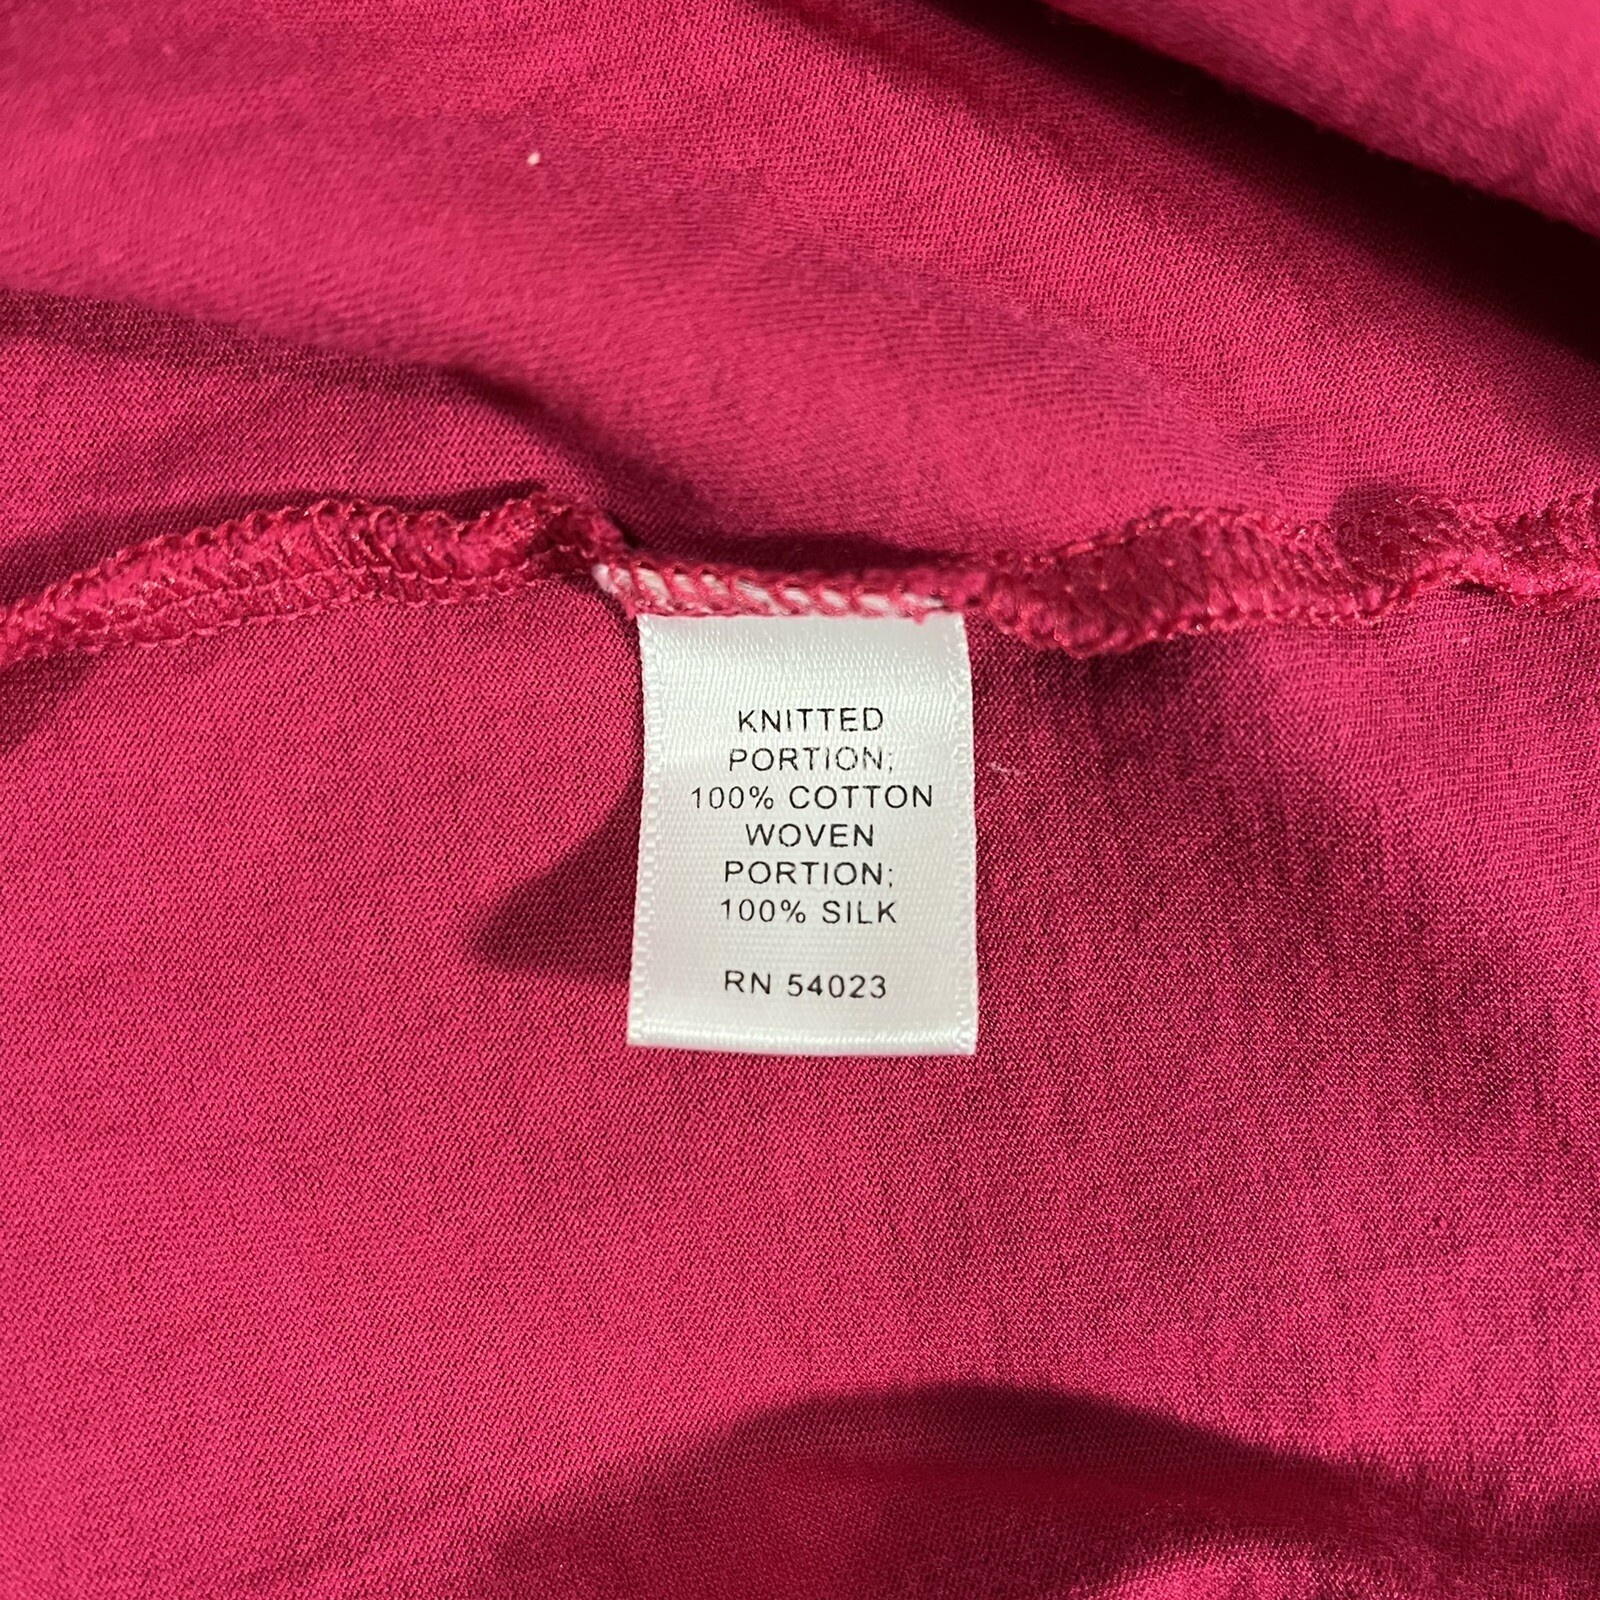 KNITTED
PORTION;
100% COTTON
WOVEN
PORTION;
100% SILK
RN 54023